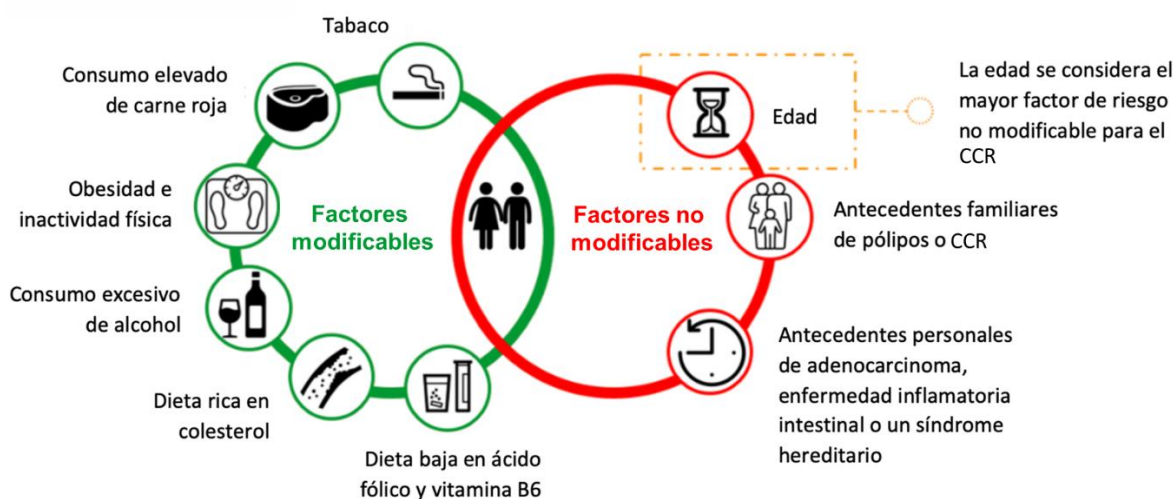 Tabaco
Consumo elevado
de carne roja
Obesidad e
inactividad física
Consumo excesivo
de alcohol
Dieta rica en
colesterol
Dieta baja en ácido
fólico y vitamina B6
Factores
modificables
Factores no
modificables
Edad
La edad se considera el
mayor factor de riesgo
no modificable para el
CCR
Antecedentes familiares
de pólipos o CCR
Antecedentes personales
de adenocarcinoma,
enfermedad inflamatoria
intestinal o un síndrome
hereditario